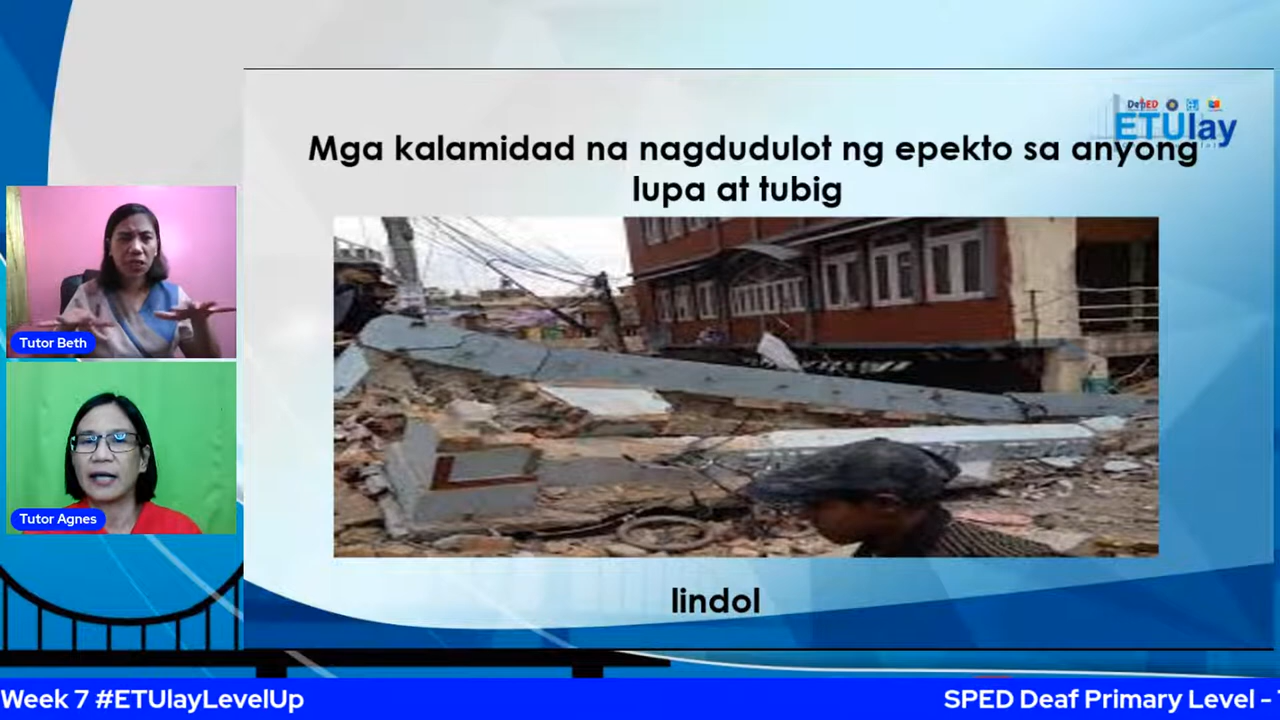 DepED
ETUlay
Mga kalamidad na nagdudulot ng epekto sa anyong
lupa at tubig
Tutor Beth
Tutor Agnes
lindol
Week 7 #ETUlayLevelUp
SPED Deaf Primary Level -